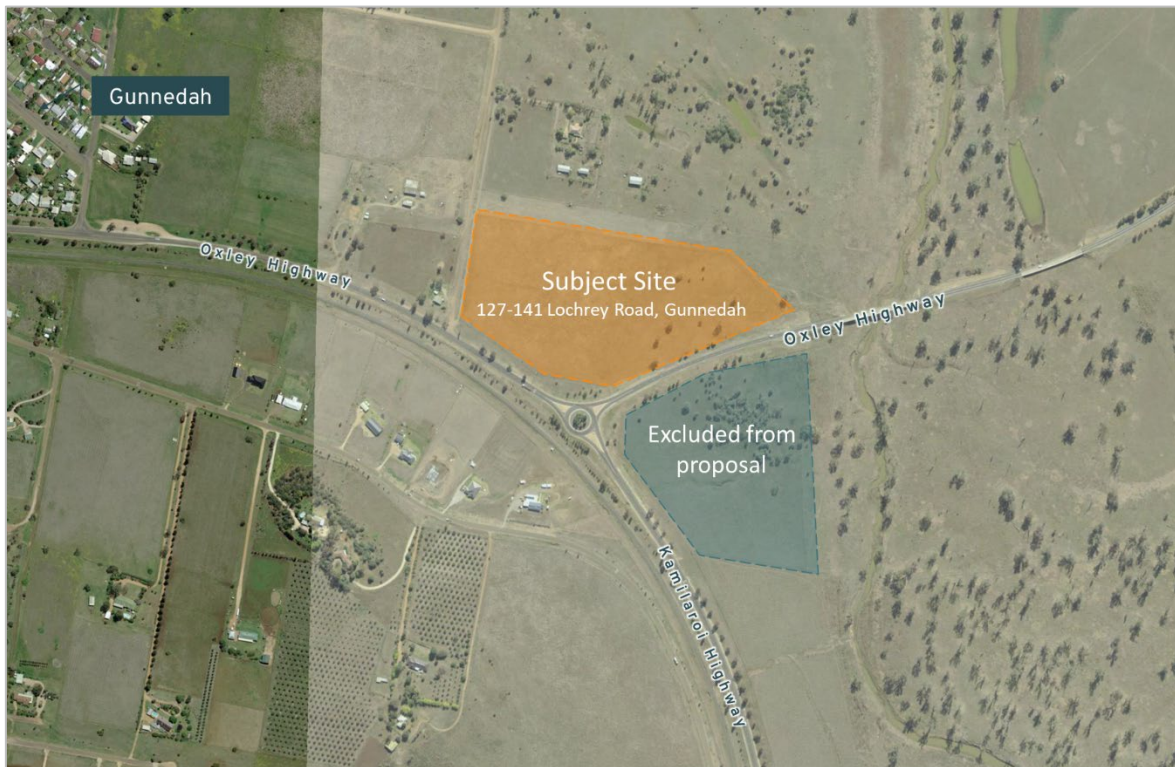 Gunnedah
Oxley Highway
Subject Site
127-141 Lochrey Road, Gunnedah
Oxley Highway
Excluded from
proposal
Kamilaroi Highway